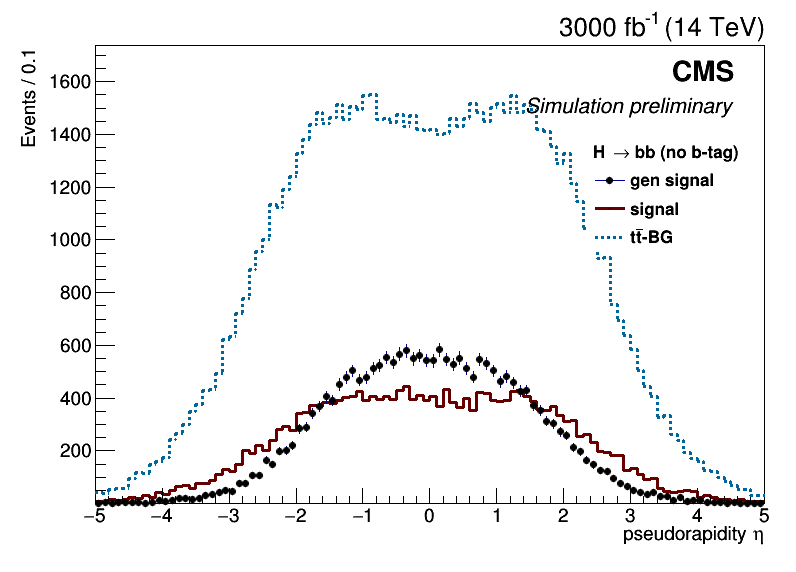 3000 fb⁻¹ (14 TeV)
CMS
Simulation preliminary
H → bb (no b-tag)
gen signal
signal
tt̄-BG
Events / 0.1
1600
1400
1200
1000
800
600
400
200
−5 −4 −3 −2 −1 0 1 2 3 4 5
pseudorapidity η